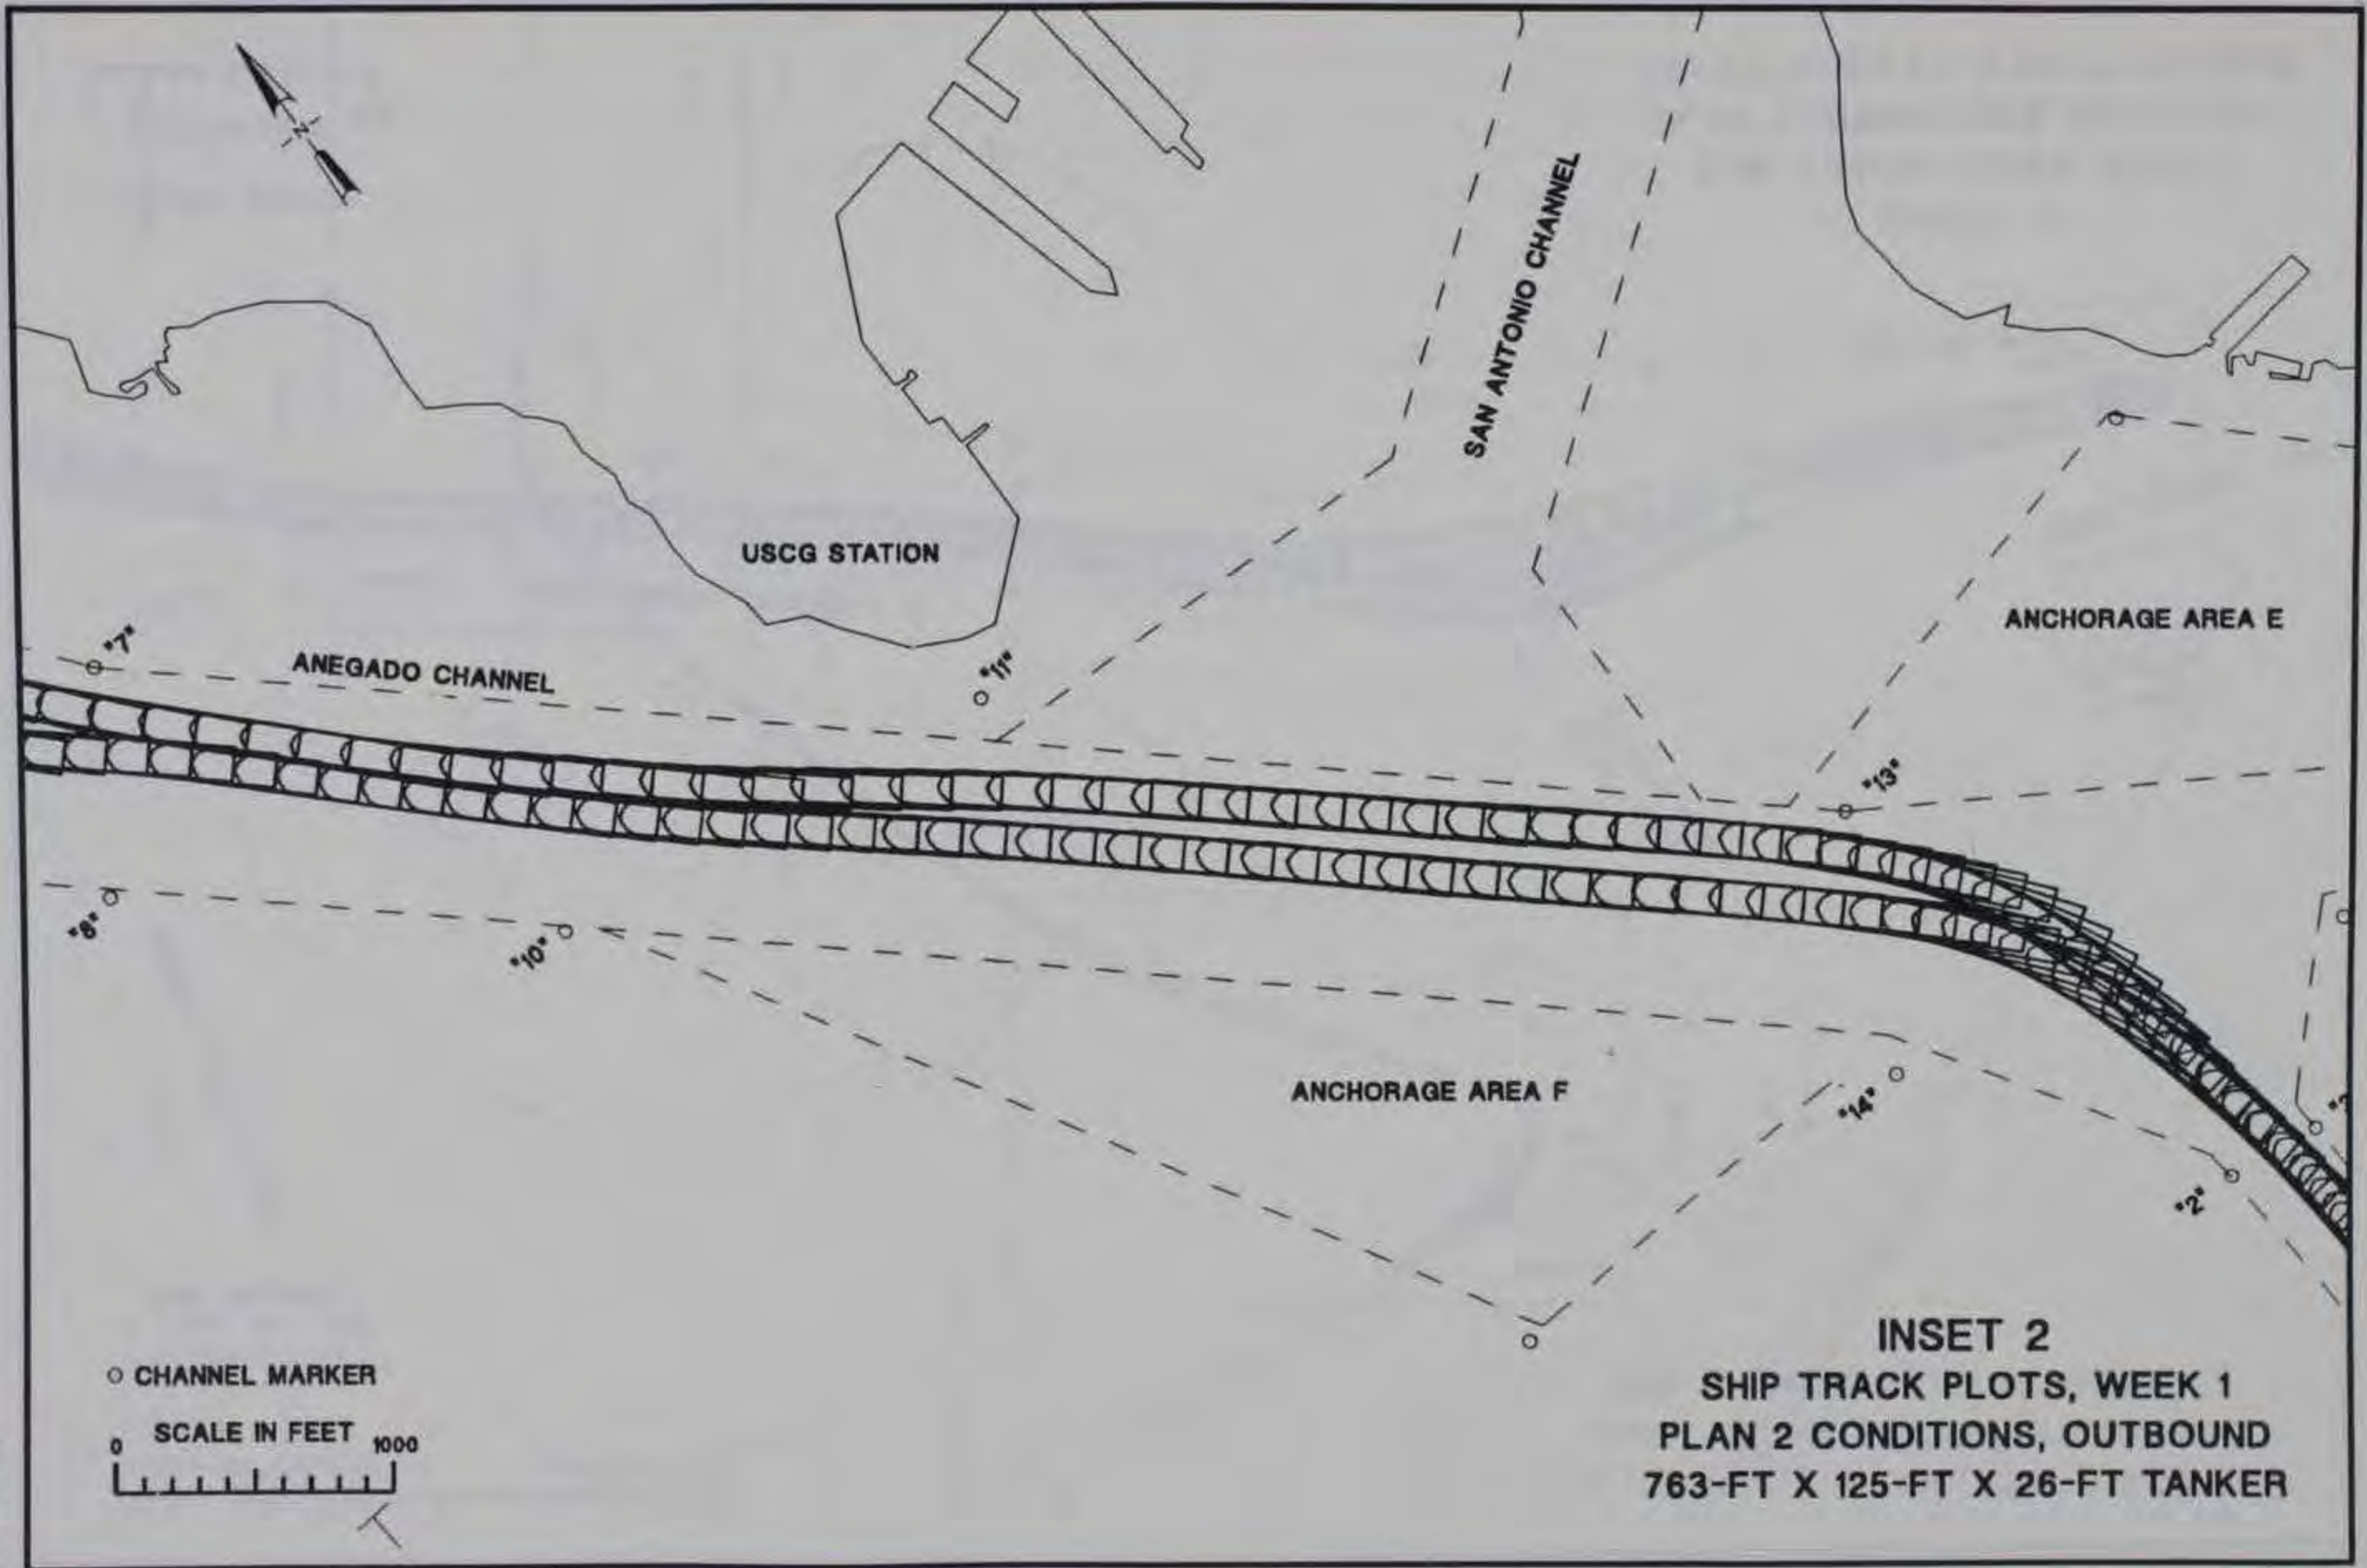 N
SAN ANTONIO CHANNEL
USCG STATION
ANCHORAGE AREA E
"7"
ANEGADO CHANNEL
"11"
"13"
"8"
"10"
ANCHORAGE AREA F
"14"
"2"
INSET 2
SHIP TRACK PLOTS, WEEK 1
PLAN 2 CONDITIONS, OUTBOUND
763-FT X 125-FT X 26-FT TANKER
CHANNEL MARKER
SCALE IN FEET
0 1000